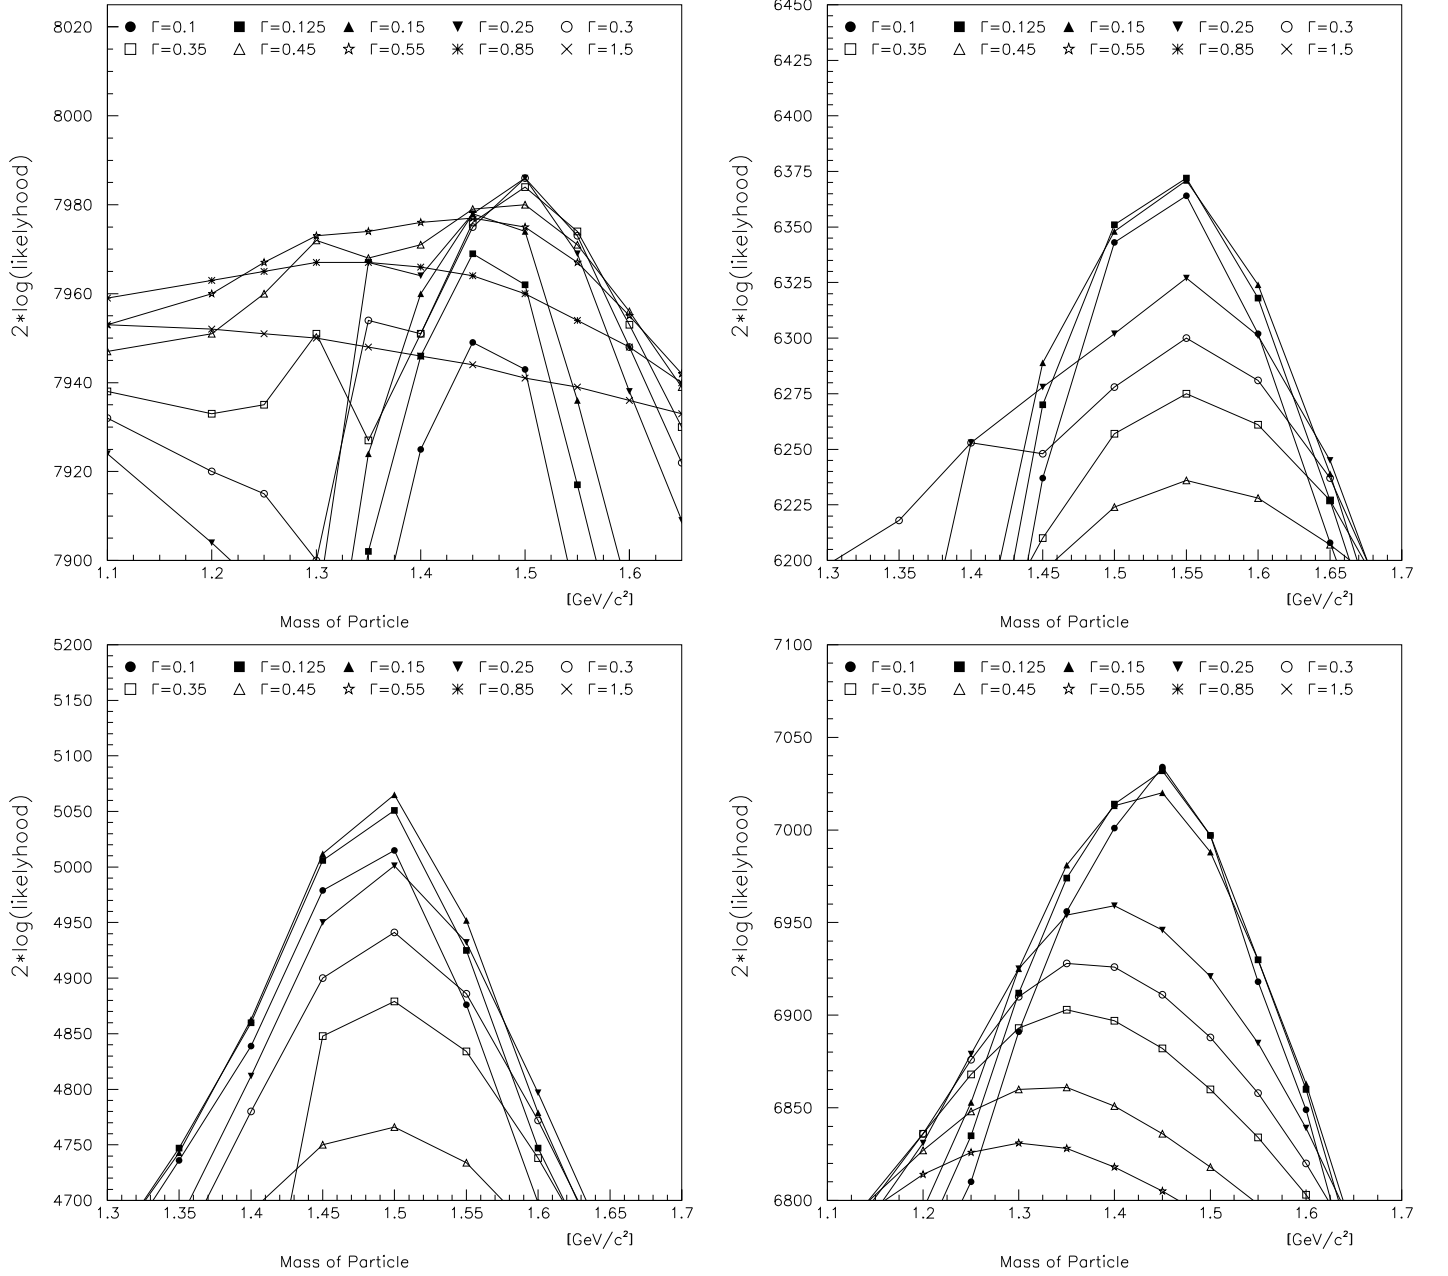 2*log(likelyhood)
● Γ=0.1 ■ Γ=0.125 ▲ Γ=0.15 ▼ Γ=0.25 ○ Γ=0.3
□ Γ=0.35 △ Γ=0.45 ☆ Γ=0.55 ✳ Γ=0.85 × Γ=1.5
8020
8000
7980
7960
7940
7920
7900
1.1 1.2 1.3 1.4 1.5 1.6
[GeV/c²]
Mass of Particle
2*log(likelyhood)
● Γ=0.1 ■ Γ=0.125 ▲ Γ=0.15 ▼ Γ=0.25 ○ Γ=0.3
□ Γ=0.35 △ Γ=0.45 ☆ Γ=0.55 ✳ Γ=0.85 × Γ=1.5
6450
6425
6400
6375
6350
6325
6300
6275
6250
6225
6200
1.3 1.35 1.4 1.45 1.5 1.55 1.6 1.65 1.7
[GeV/c²]
Mass of Particle
2*log(likelyhood)
● Γ=0.1 ■ Γ=0.125 ▲ Γ=0.15 ▼ Γ=0.25 ○ Γ=0.3
□ Γ=0.35 △ Γ=0.45 ☆ Γ=0.55 ✳ Γ=0.85 × Γ=1.5
5200
5150
5100
5050
5000
4950
4900
4850
4800
4750
4700
1.3 1.35 1.4 1.45 1.5 1.55 1.6 1.65 1.7
[GeV/c²]
Mass of Particle
2*log(likelyhood)
● Γ=0.1 ■ Γ=0.125 ▲ Γ=0.15 ▼ Γ=0.25 ○ Γ=0.3
□ Γ=0.35 △ Γ=0.45 ☆ Γ=0.55 ✳ Γ=0.85 × Γ=1.5
7100
7050
7000
6950
6900
6850
6800
1.1 1.2 1.3 1.4 1.5 1.6 1.7
[GeV/c²]
Mass of Particle